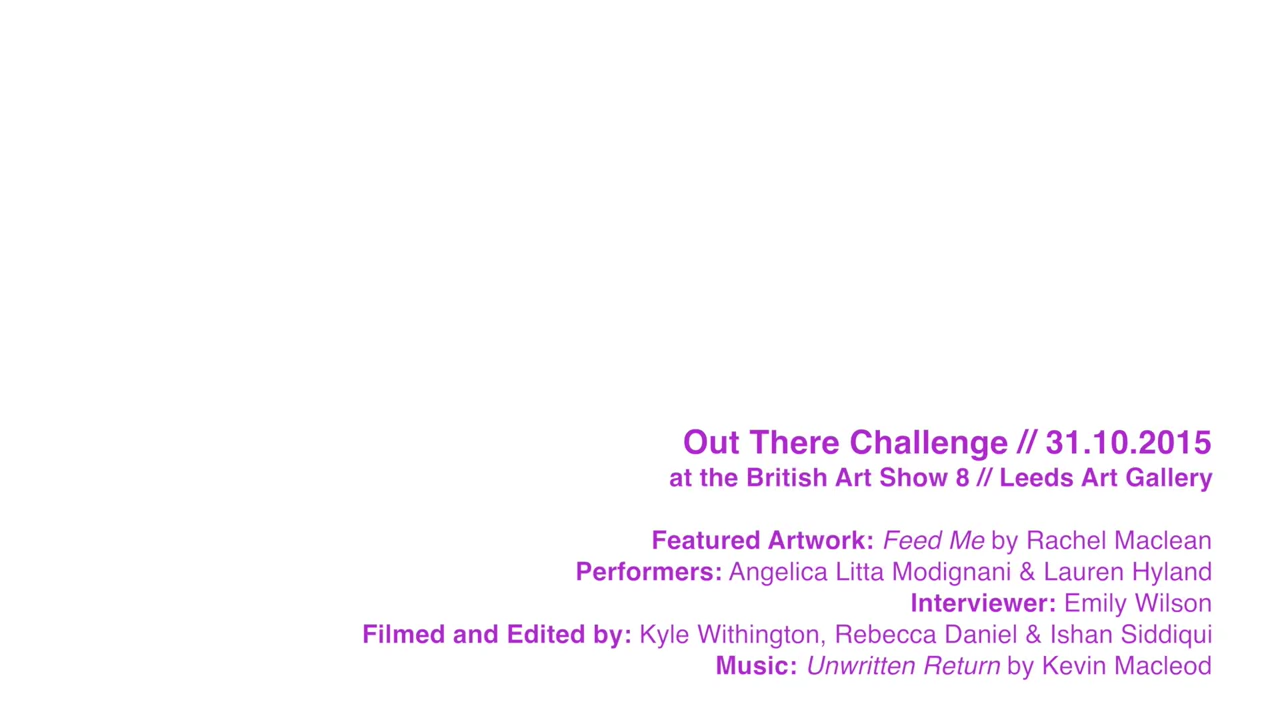 Out There Challenge // 31.10.2015
at the British Art Show 8 // Leeds Art Gallery
Featured Artwork: Feed Me by Rachel Maclean
Performers: Angelica Litta Modignani & Lauren Hyland
Interviewer: Emily Wilson
Filmed and Edited by: Kyle Withington, Rebecca Daniel & Ishan Siddiqui
Music: Unwritten Return by Kevin Macleod